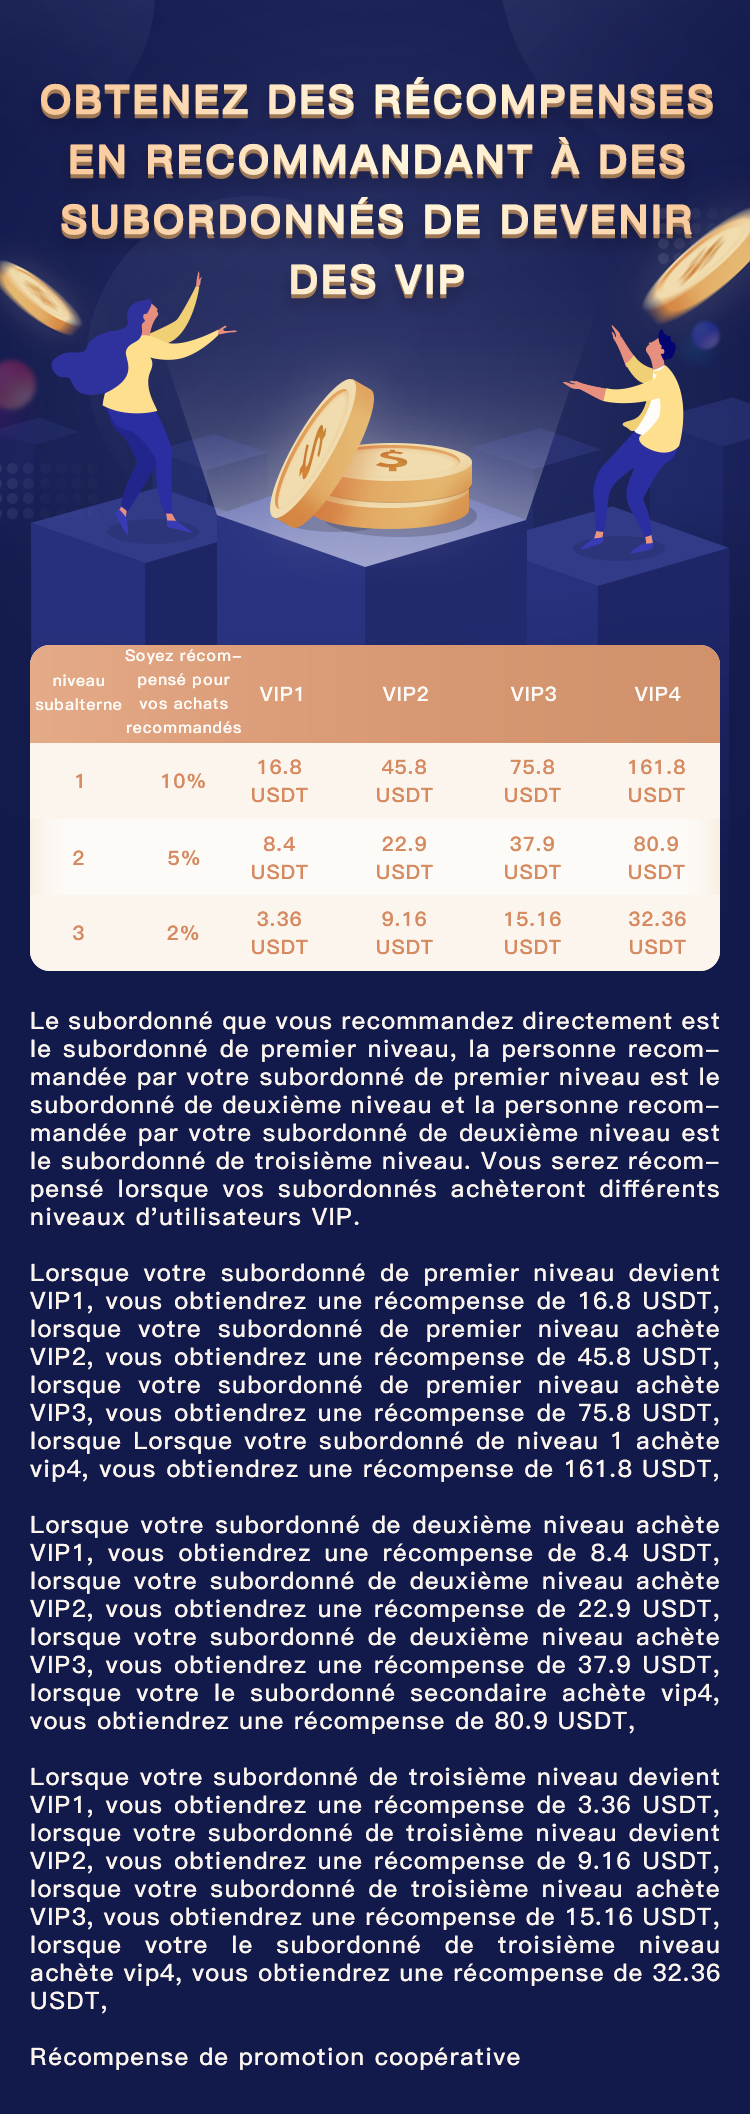 OBTENEZ DES RÉCOMPENSES
EN RECOMMANDANT À DES
SUBORDONNÉS DE DEVENIR
DES VIP
$
$
niveau
subalterne
Soyez récom-
pensé pour
vos achats
recommandés
VIP1
VIP2
VIP3
VIP4
1
10%
16.8
USDT
45.8
USDT
75.8
USDT
161.8
USDT
2
5%
8.4
USDT
22.9
USDT
37.9
USDT
80.9
USDT
3
2%
3.36
USDT
9.16
USDT
15.16
USDT
32.36
USDT
Le subordonné que vous recommandez directement est
le subordonné de premier niveau, la personne recom-
mandée par votre subordonné de premier niveau est le
subordonné de deuxième niveau et la personne recom-
mandée par votre subordonné de deuxième niveau est
le subordonné de troisième niveau. Vous serez récom-
pensé lorsque vos subordonnés achèteront différents
niveaux d'utilisateurs VIP.
Lorsque votre subordonné de premier niveau devient
VIP1, vous obtiendrez une récompense de 16.8 USDT,
lorsque votre subordonné de premier niveau achète
VIP2, vous obtiendrez une récompense de 45.8 USDT,
lorsque votre subordonné de premier niveau achète
VIP3, vous obtiendrez une récompense de 75.8 USDT,
lorsque Lorsque votre subordonné de niveau 1 achète
vip4, vous obtiendrez une récompense de 161.8 USDT,
Lorsque votre subordonné de deuxième niveau achète
VIP1, vous obtiendrez une récompense de 8.4 USDT,
lorsque votre subordonné de deuxième niveau achète
VIP2, vous obtiendrez une récompense de 22.9 USDT,
lorsque votre subordonné de deuxième niveau achète
VIP3, vous obtiendrez une récompense de 37.9 USDT,
lorsque votre le subordonné secondaire achète vip4,
vous obtiendrez une récompense de 80.9 USDT,
Lorsque votre subordonné de troisième niveau devient
VIP1, vous obtiendrez une récompense de 3.36 USDT,
lorsque votre subordonné de troisième niveau devient
VIP2, vous obtiendrez une récompense de 9.16 USDT,
lorsque votre subordonné de troisième niveau achète
VIP3, vous obtiendrez une récompense de 15.16 USDT,
lorsque votre le subordonné de troisième niveau
achète vip4, vous obtiendrez une récompense de 32.36
USDT,
Récompense de promotion coopérative